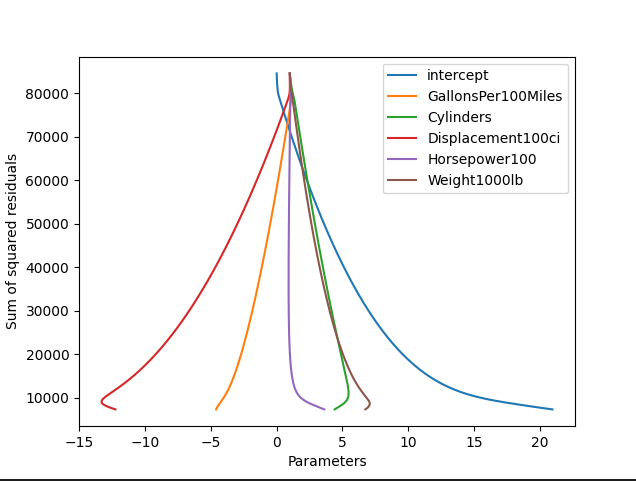 80000
70000
60000
50000
40000
30000
20000
10000
Sum of squared residuals
intercept
GallonsPer100Miles
Cylinders
Displacement100ci
Horsepower100
Weight1000lb
−15
−10
−5
0
5
10
15
20
Parameters